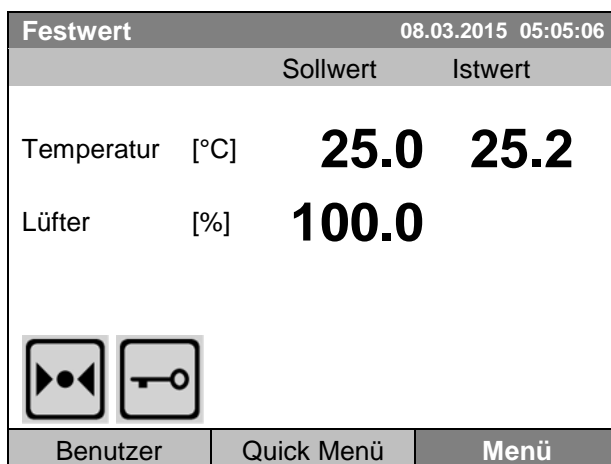 Festwert 08.03.2015 05:05:06
Sollwert Istwert
Temperatur [°C] 25.0 25.2
Lüfter [%] 100.0
Benutzer Quick Menü Menü